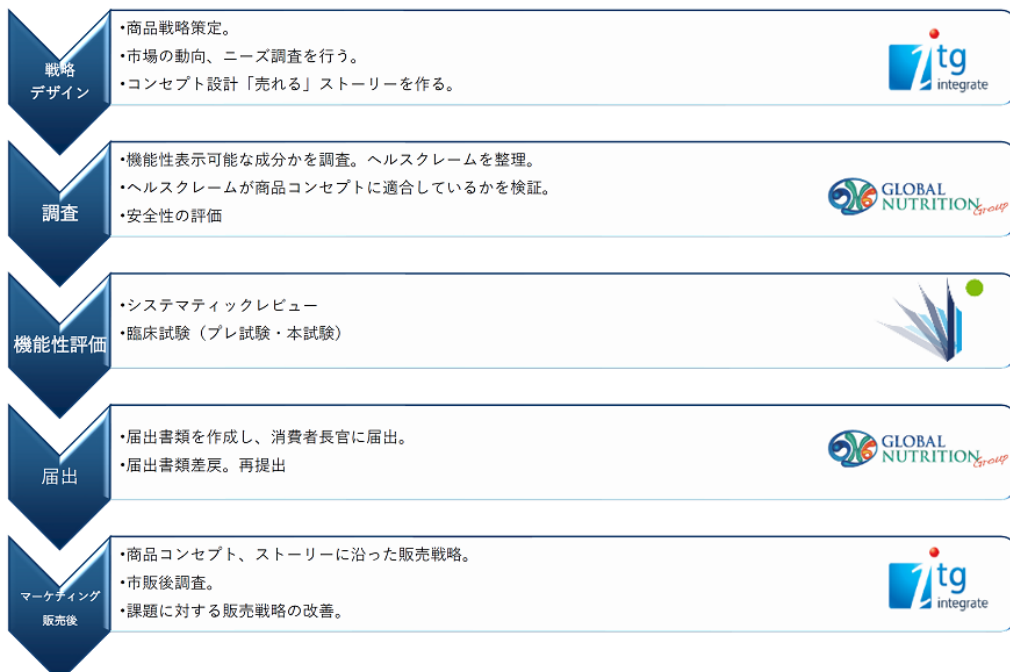 戦略
デザイン
•商品戦略策定。
•市場の動向、ニーズ調査を行う。
•コンセプト設計「売れる」ストーリーを作る。
itg
integrate
調査
•機能性表示可能な成分かを調査。ヘルスクレームを整理。
•ヘルスクレームが商品コンセプトに適合しているかを検証。
•安全性の評価
GLOBAL
NUTRITION
Group
機能性評価
•システマティックレビュー
•臨床試験（プレ試験・本試験）
届出
•届出書類を作成し、消費者長官に届出。
•届出書類差戻。再提出
GLOBAL
NUTRITION
Group
マーケティング
販売後
•商品コンセプト、ストーリーに沿った販売戦略。
•市販後調査。
•課題に対する販売戦略の改善。
itg
integrate